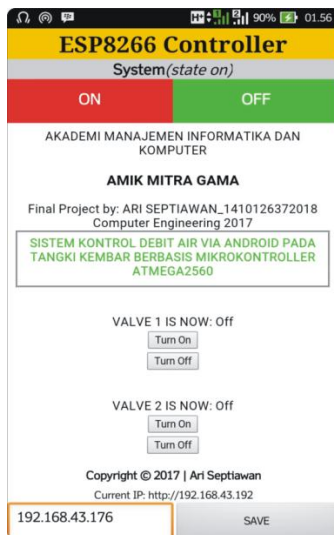 90% 01.56
ESP8266 Controller
System(state on)
ON OFF
AKADEMI MANAJEMEN INFORMATIKA DAN
KOMPUTER
AMIK MITRA GAMA
Final Project by: ARI SEPTIAWAN_1410126372018
Computer Engineering 2017
SISTEM KONTROL DEBIT AIR VIA ANDROID PADA
TANGKI KEMBAR BERBASIS MIKROKONTROLLER
ATMEGA2560
VALVE 1 IS NOW: Off
Turn On
Turn Off
VALVE 2 IS NOW: Off
Turn On
Turn Off
Copyright © 2017 | Ari Septiawan
Current IP: http://192.168.43.192
192.168.43.176 SAVE